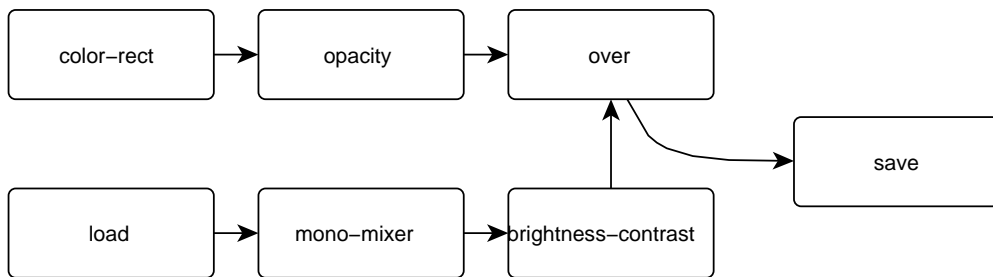 color−rect
opacity
over
save
load
mono−mixer
brightness−contrast